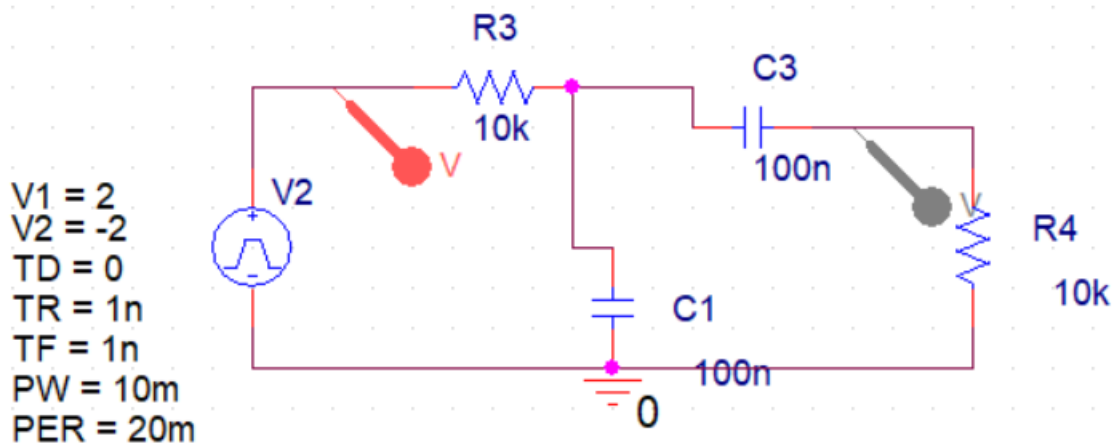 R3
10k
C3
100n
V
V
V2
V1 = 2
V2 = -2
TD = 0
TR = 1n
TF = 1n
PW = 10m
PER = 20m
R4
10k
C1
100n
0